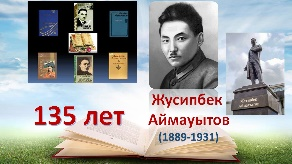 135 лет
Жусипбек
Аймауытов
(1889-1931)